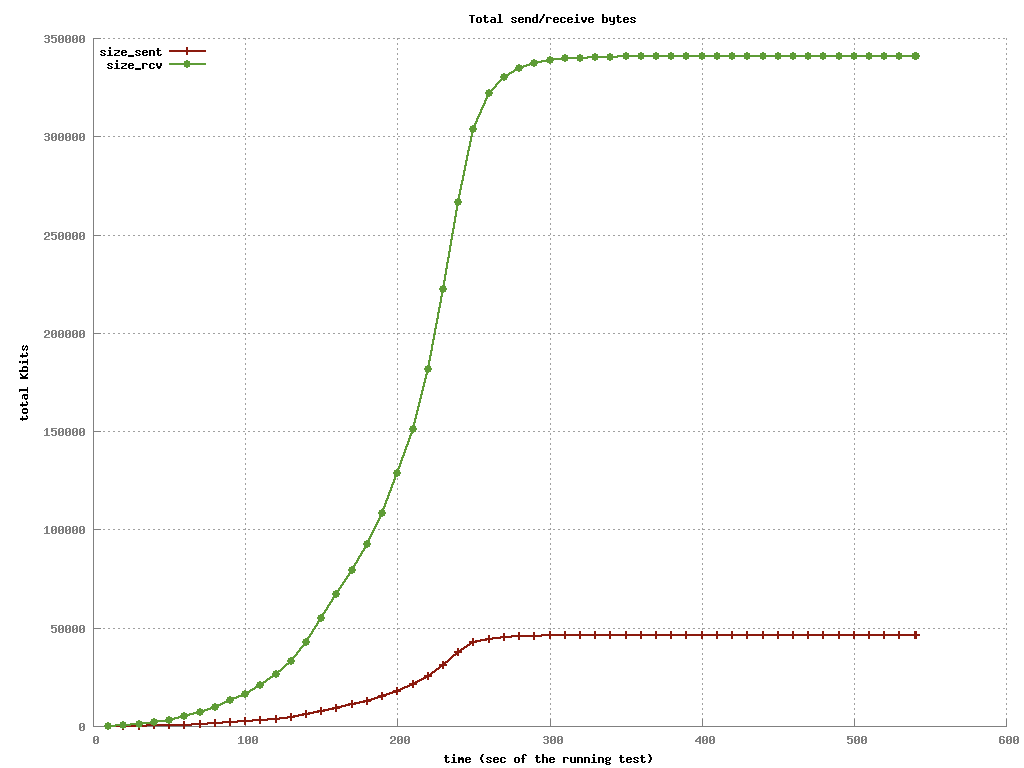 Total send/receive bytes
350000
size_sent
size_rcv
300000
250000
200000
total Kbits
150000
100000
50000
0
0 100 200 300 400 500 600
time (sec of the running test)